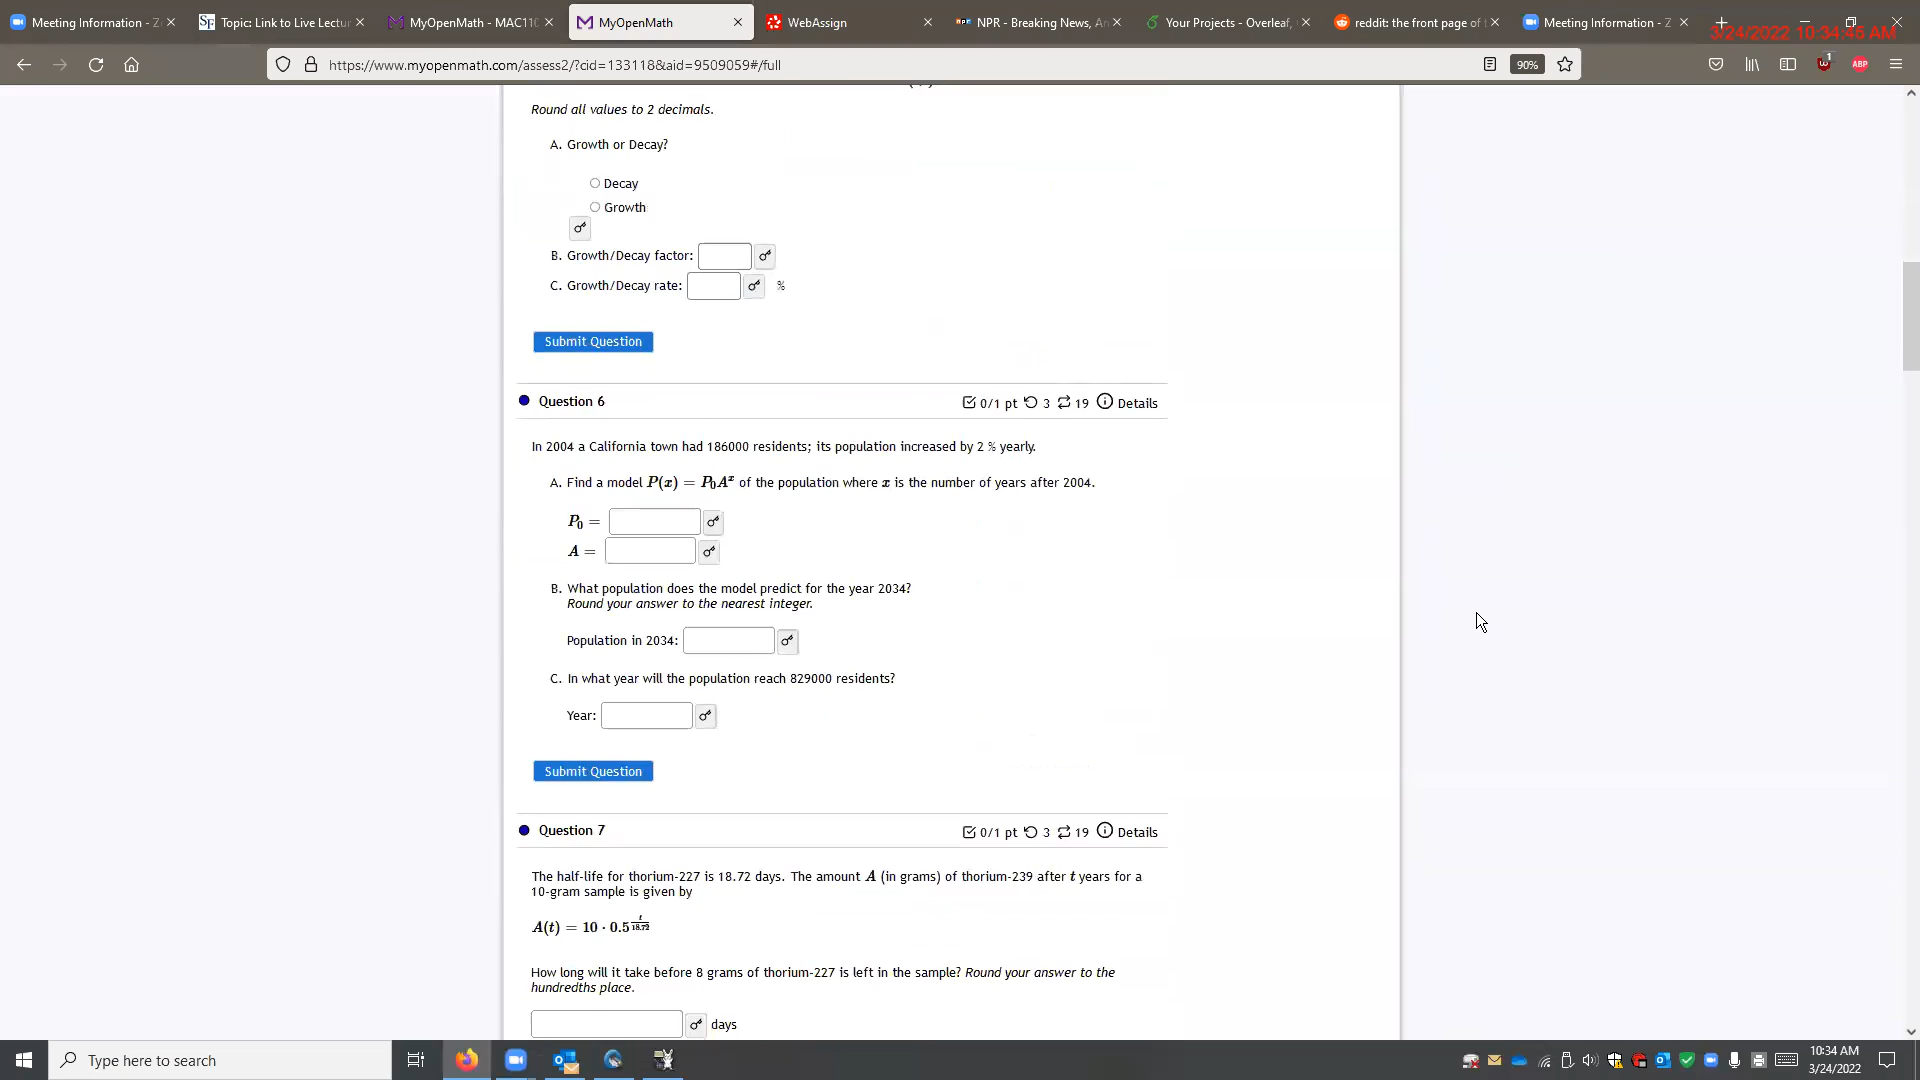 Meeting Information - Z
Topic: Link to Live Lectu
MyOpenMath - MAC110
MyOpenMath
WebAssign
npr NPR - Breaking News, An
Your Projects - Overleaf,
reddit: the front page of
Meeting Information - Z
3/24/2022 10:34:46 AM
https://www.myopenmath.com/assess2/?cid=133118&aid=9509059#/full
90%
1
ABP
Round all values to 2 decimals.
A. Growth or Decay?
Decay
Growth
B. Growth/Decay factor:
C. Growth/Decay rate: %
Submit Question
Question 6
0/1 pt 3 19 Details
In 2004 a California town had 186000 residents; its population increased by 2 % yearly.
A. Find a model P(x) = P₀Aˣ of the population where x is the number of years after 2004.
P₀ =
A =
B. What population does the model predict for the year 2034?
Round your answer to the nearest integer.
Population in 2034:
C. In what year will the population reach 829000 residents?
Year:
Submit Question
Question 7
0/1 pt 3 19 Details
The half-life for thorium-227 is 18.72 days. The amount A (in grams) of thorium-239 after t years for a
10-gram sample is given by
A(t) = 10 · 0.5^(t/18.72)
How long will it take before 8 grams of thorium-227 is left in the sample? Round your answer to the
hundredths place.
days
Type here to search
10:34 AM
3/24/2022